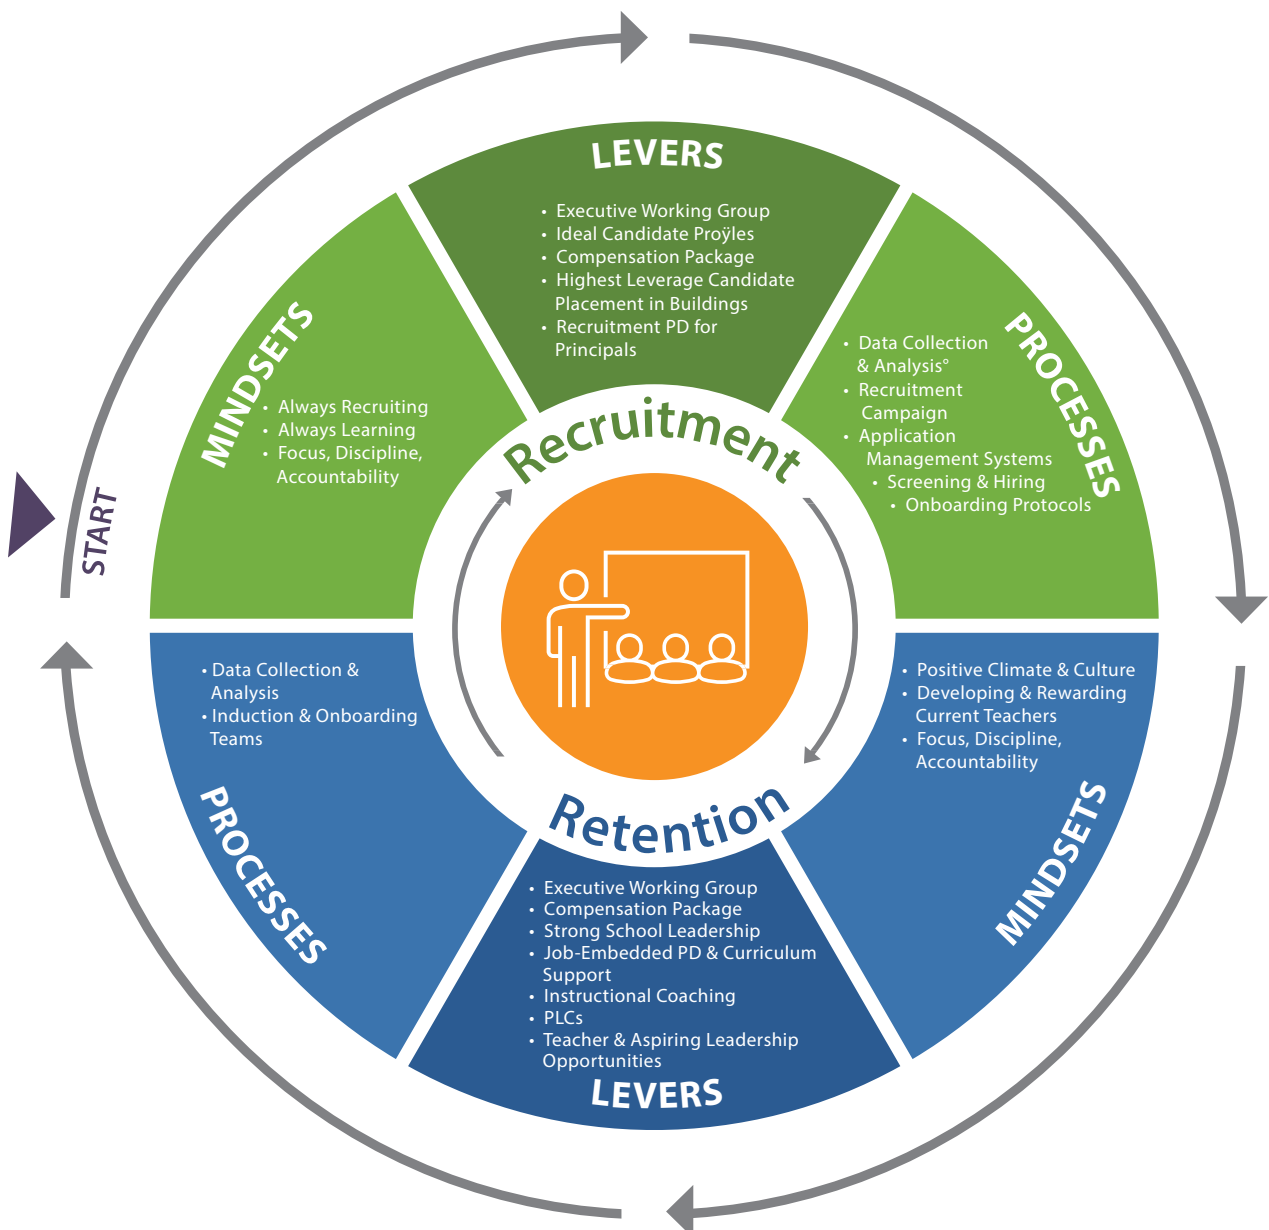 START
MINDSETS
• Always Recruiting
• Always Learning
• Focus, Discipline,
Accountability
LEVERS
• Executive Working Group
• Ideal Candidate Proÿles
• Compensation Package
• Highest Leverage Candidate
Placement in Buildings
• Recruitment PD for
Principals
PROCESSES
• Data Collection
& Analysis°
• Recruitment
Campaign
• Application
Management Systems
• Screening & Hiring
• Onboarding Protocols
Recruitment
Retention
• Positive Climate & Culture
• Developing & Rewarding
Current Teachers
• Focus, Discipline,
Accountability
MINDSETS
• Executive Working Group
• Compensation Package
• Strong School Leadership
• Job-Embedded PD & Curriculum
Support
• Instructional Coaching
• PLCs
• Teacher & Aspiring Leadership
Opportunities
LEVERS
• Data Collection &
Analysis
• Induction & Onboarding
Teams
PROCESSES